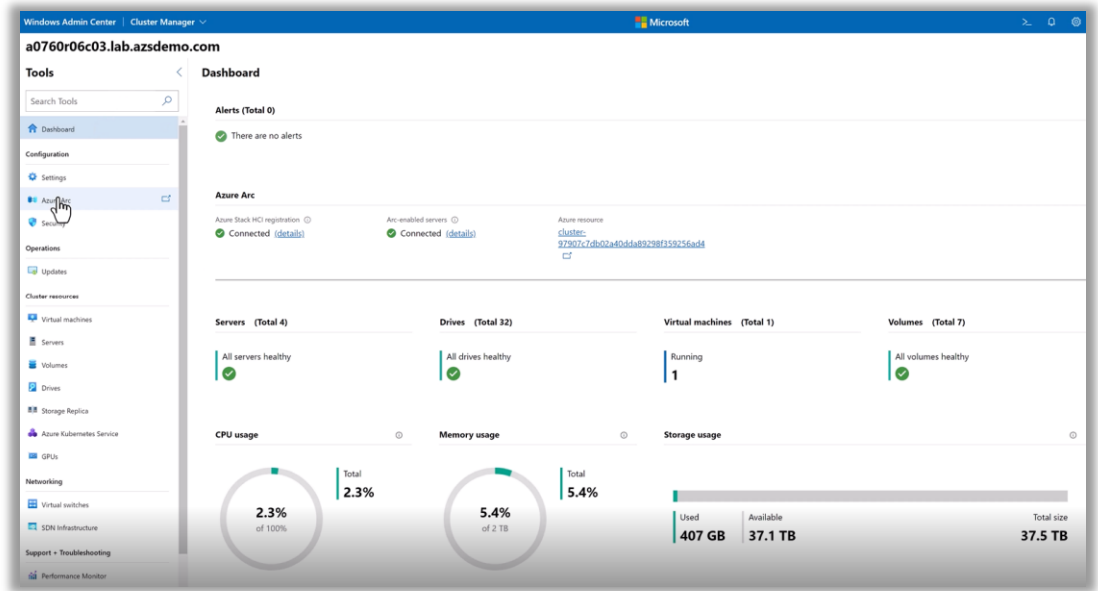 Windows Admin Center | Cluster Manager
Microsoft
a0760r06c03.lab.azsdemo.com
Tools
Search Tools
Dashboard
Configuration
Settings
Azure Arc
Security
Operations
Updates
Cluster resources
Virtual machines
Servers
Volumes
Drives
Storage Replica
Azure Kubernetes Service
GPUs
Networking
Virtual switches
SDN Infrastructure
Support + Troubleshooting
Performance Monitor
Dashboard
Alerts (Total 0)
There are no alerts
Azure Arc
Azure Stack HCI registration
Connected (details)
Arc-enabled servers
Connected (details)
Azure resource
cluster-
97907c7db02a40dda89298f359256ad4
Servers (Total 4)
All servers healthy
Drives (Total 32)
All drives healthy
Virtual machines (Total 1)
Running
1
Volumes (Total 7)
All volumes healthy
CPU usage
2.3%
of 100%
Total
2.3%
Memory usage
5.4%
of 2 TB
Total
5.4%
Storage usage
Used
407 GB
Available
37.1 TB
Total size
37.5 TB